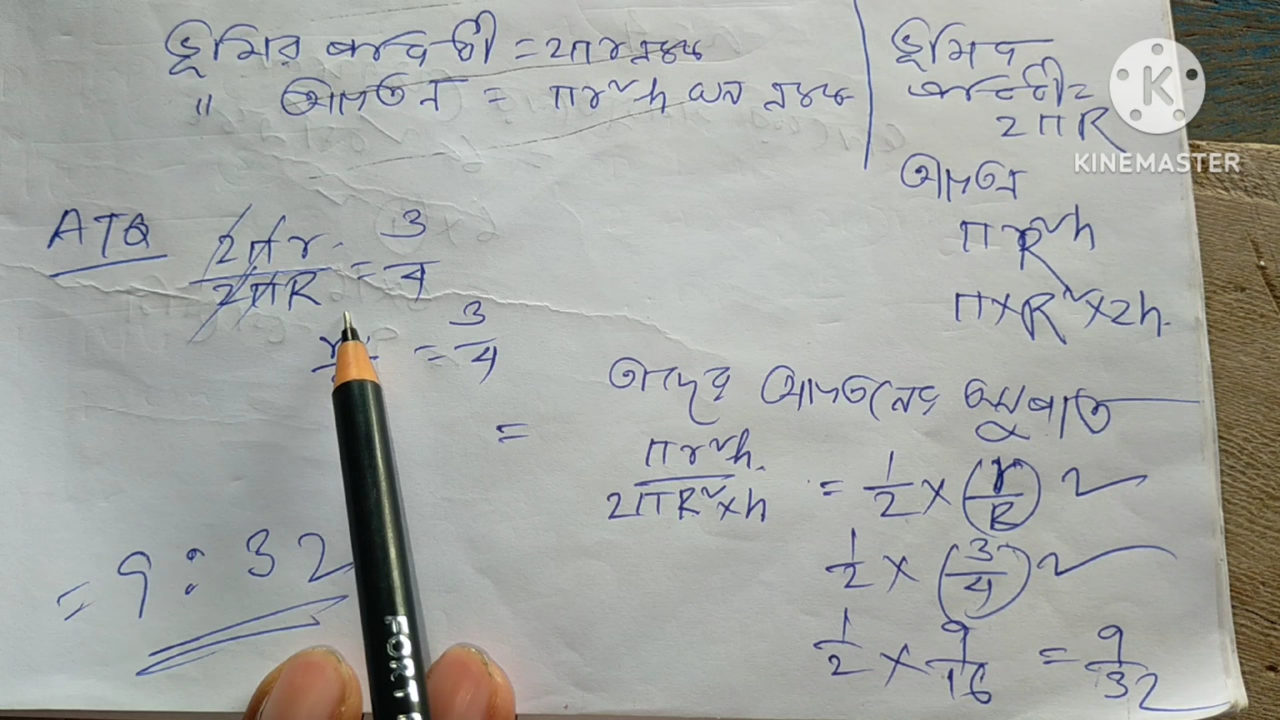 ভূমির পরিধী = 2πr একক
" আয়তন = πr²h ঘন একক
ভূমির
পরিধী =
2πR
আয়তন
πR²h
π×R²×2h
KINEMASTER
ATQ 2πr / 2πR = 3/4
= 3/4
তাদের আয়তনের অনুপাত
= πr²h / 2πR²×h = 1/2 × (r/R)²
1/2 × (3/4)²
1/2 × 9/16 = 9/32
= 9 : 32
FORT